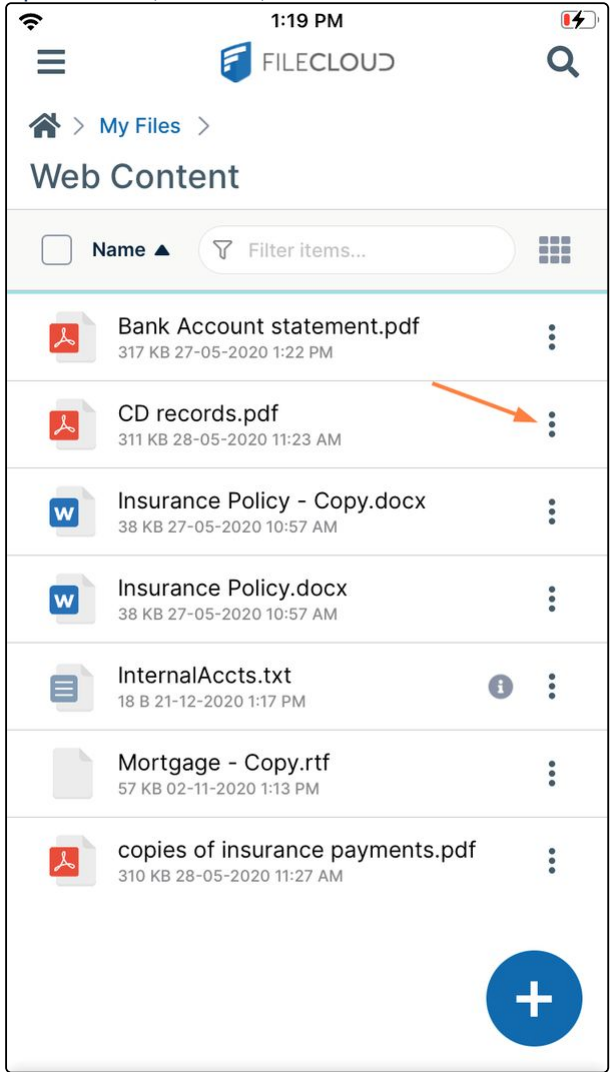 1:19 PM
FILECLOUD
> My Files >
Web Content
Name ▲ Filter items...
Bank Account statement.pdf
317 KB 27-05-2020 1:22 PM
CD records.pdf
311 KB 28-05-2020 11:23 AM
Insurance Policy - Copy.docx
38 KB 27-05-2020 10:57 AM
Insurance Policy.docx
38 KB 27-05-2020 10:57 AM
InternalAccts.txt
18 B 21-12-2020 1:17 PM
Mortgage - Copy.rtf
57 KB 02-11-2020 1:13 PM
copies of insurance payments.pdf
310 KB 28-05-2020 11:27 AM